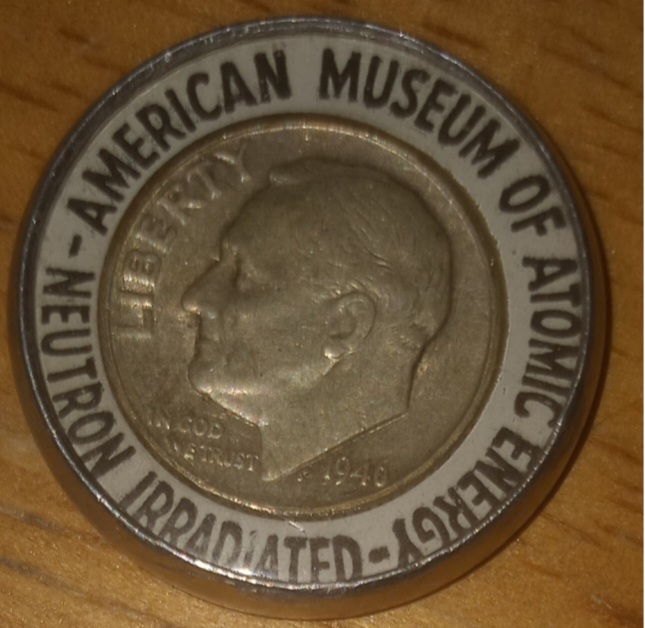 AMERICAN MUSEUM OF ATOMIC ENERGY-
NEUTRON IRRADIATED-
LIBERTY
IN GOD
WE TRUST
1946